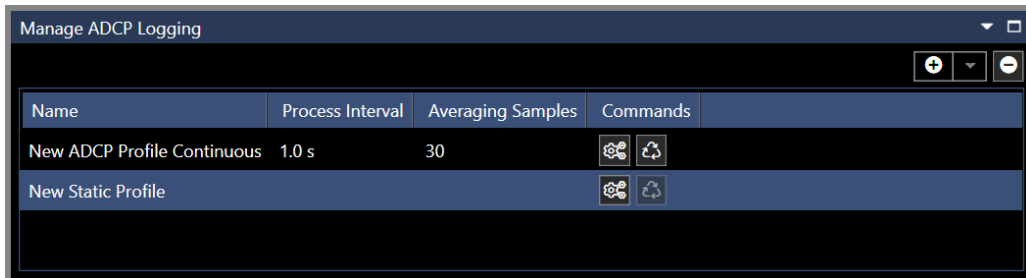 Manage ADCP Logging
Name Process Interval Averaging Samples Commands
New ADCP Profile Continuous 1.0 s 30
New Static Profile